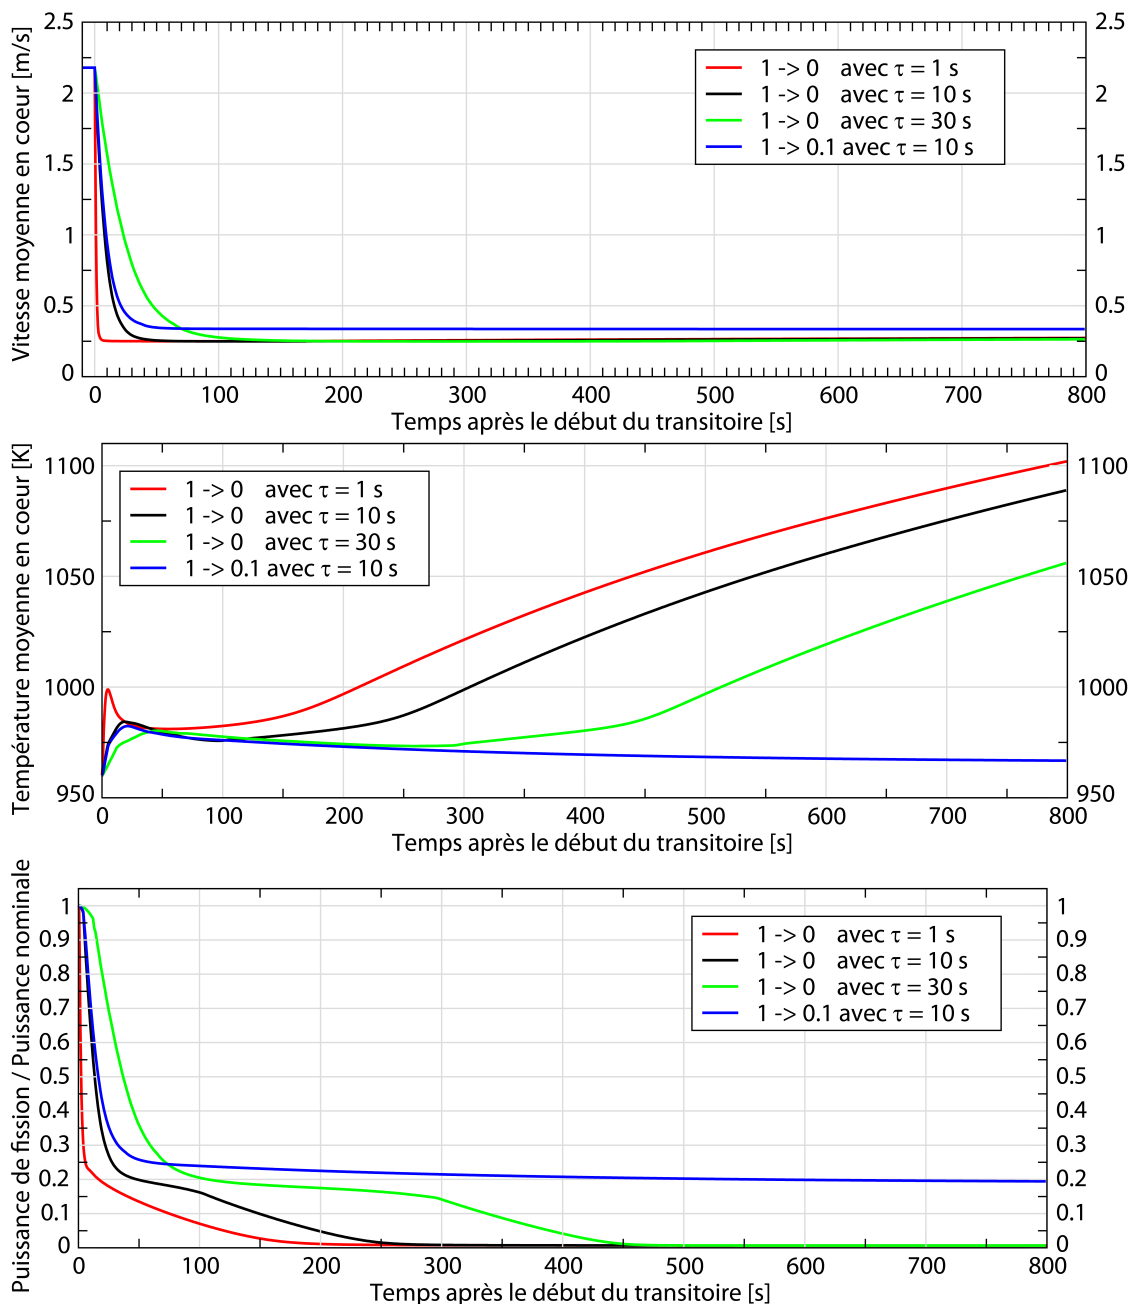 Vitesse moyenne en coeur [m/s]
2.5
2
1.5
1
0.5
0
2.5
2
1.5
1
0.5
0
1 -> 0 avec τ = 1 s
1 -> 0 avec τ = 10 s
1 -> 0 avec τ = 30 s
1 -> 0.1 avec τ = 10 s
0 100 200 300 400 500 600 700 800
Temps après le début du transitoire [s]
Température moyenne en coeur [K]
1100
1050
1000
950
1100
1050
1000
950
1 -> 0 avec τ = 1 s
1 -> 0 avec τ = 10 s
1 -> 0 avec τ = 30 s
1 -> 0.1 avec τ = 10 s
0 100 200 300 400 500 600 700 800
Temps après le début du transitoire [s]
Puissance de fission / Puissance nominale
1
0.9
0.8
0.7
0.6
0.5
0.4
0.3
0.2
0.1
0
1
0.9
0.8
0.7
0.6
0.5
0.4
0.3
0.2
0.1
0
1 -> 0 avec τ = 1 s
1 -> 0 avec τ = 10 s
1 -> 0 avec τ = 30 s
1 -> 0.1 avec τ = 10 s
0 100 200 300 400 500 600 700 800
Temps après le début du transitoire [s]